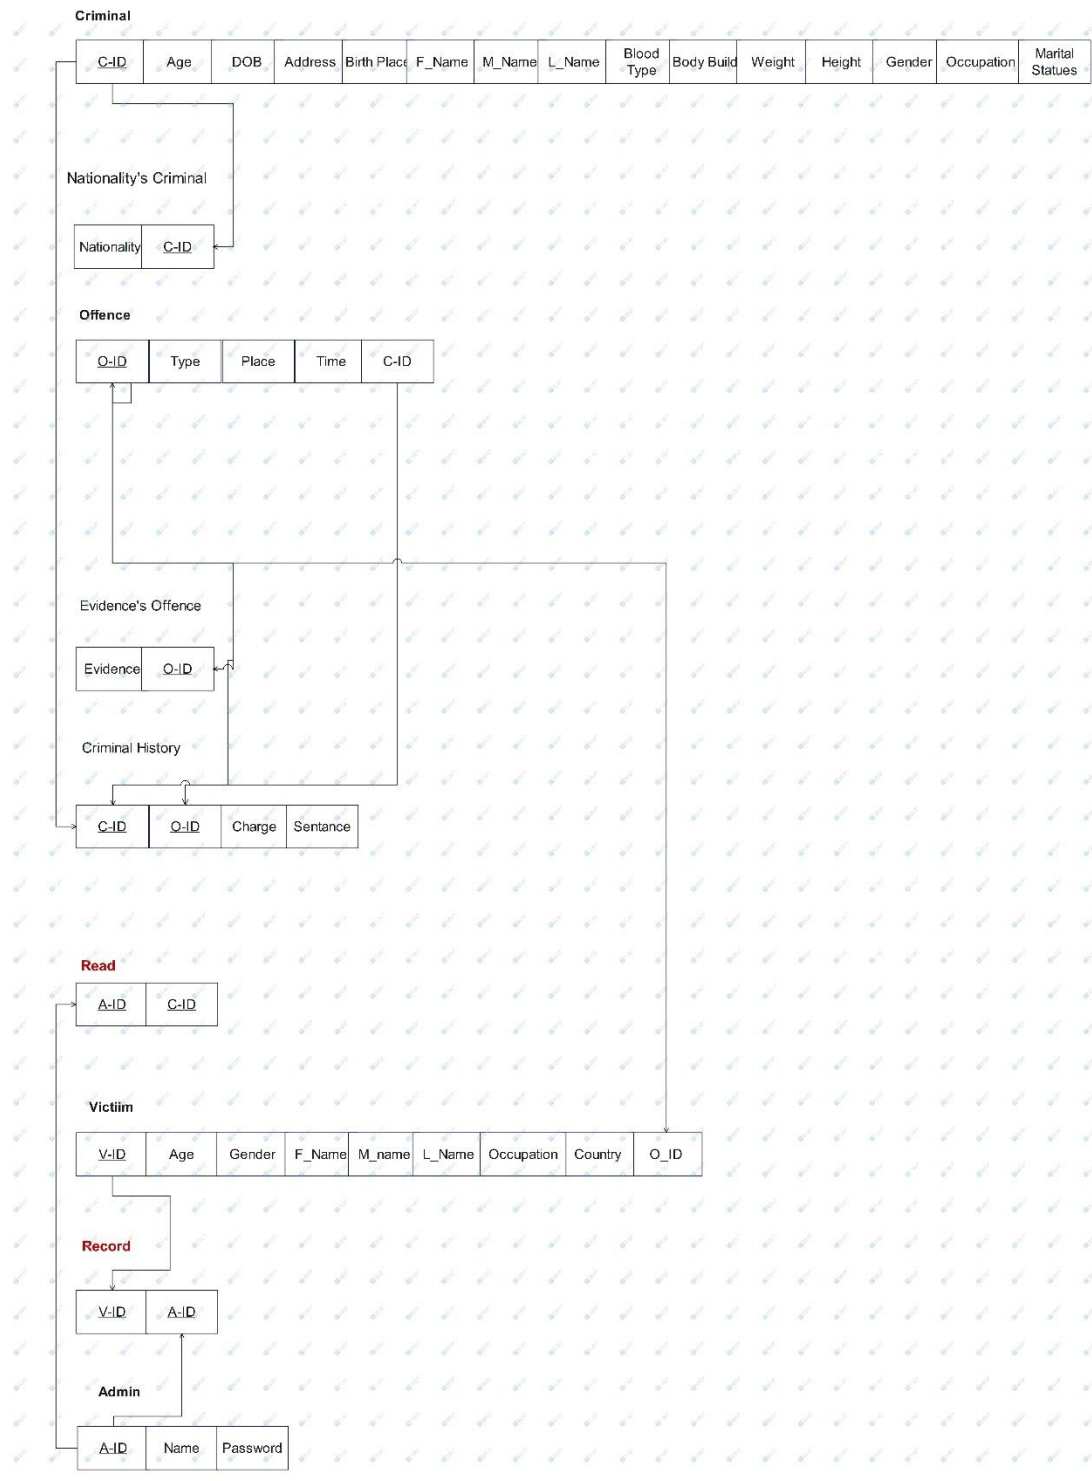 Criminal
C-ID Age DOB Address Birth Place F_Name M_Name L_Name Blood Type Body Build Weight Height Gender Occupation Marital Statues
Nationality's Criminal
Nationality C-ID
Offence
O-ID Type Place Time C-ID
Evidence's Offence
Evidence O-ID
Criminal History
C-ID O-ID Charge Sentance
Read
A-ID C-ID
Victiim
V-ID Age Gender F_Name M_name L_Name Occupation Country O_ID
Record
V-ID A-ID
Admin
A-ID Name Password